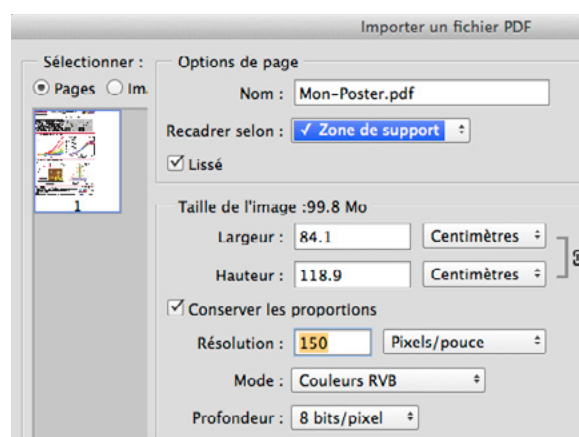 Importer un fichier PDF
Sélectionner :
Pages Im.
1
Options de page
Nom : Mon-Poster.pdf
Recadrer selon : ✓ Zone de support
Lissé
Taille de l'image :99.8 Mo
Largeur : 84.1 Centimètres
Hauteur : 118.9 Centimètres
Conserver les proportions
Résolution : 150 Pixels/pouce
Mode : Couleurs RVB
Profondeur : 8 bits/pixel